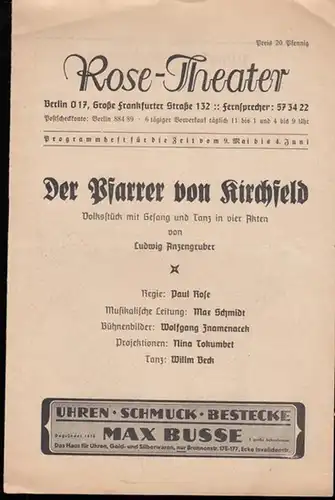 Preis 20 Pfennig
Rose-Theater
Berlin O 17, Große Frankfurter Straße 132 :: Fernsprecher: 57 34 22
Postscheckkonto: Berlin 884 89 · 6 tägiger Vorverkauf täglich 11 bis 1 und 4 bis 9 Uhr
Programmheft für die Zeit vom 9. Mai bis 4. Juni
Der Pfarrer von Kirchfeld
Volksstück mit Gesang und Tanz in vier Akten
von
Ludwig Anzengruber
Regie: Paul Rose
Musikalische Leitung: Max Schmidt
Bühnenbilder: Wolfgang Znamenacek
Projektionen: Nina Tokumbet
Tanz: Willm Beck
UHREN · SCHMUCK · BESTECKE
Gegründet MAX BUSSE
Das Haus für Uhren, Gold- und Silberwaren, nur Brunnenstr. 175-177, Ecke Invalidenstr.